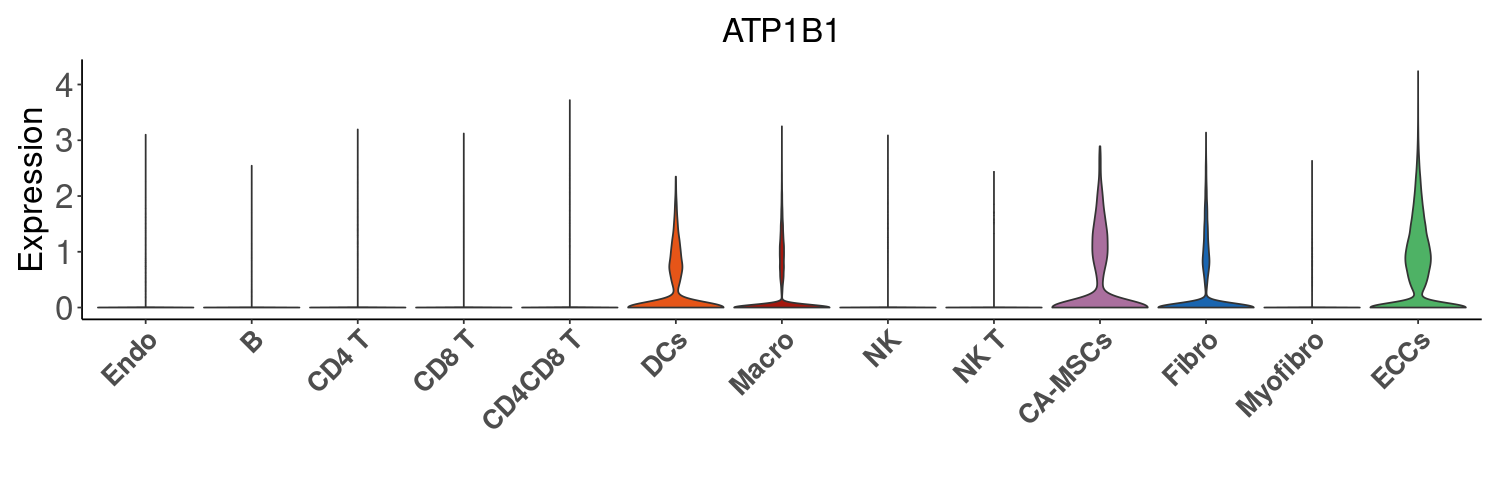 ATP1B1
Expression
4
3
2
1
0
Endo
B
CD4 T
CD8 T
CD4CD8 T
DCs
Macro
NK
NK T
CA-MSCs
Fibro
Myofibro
ECCs